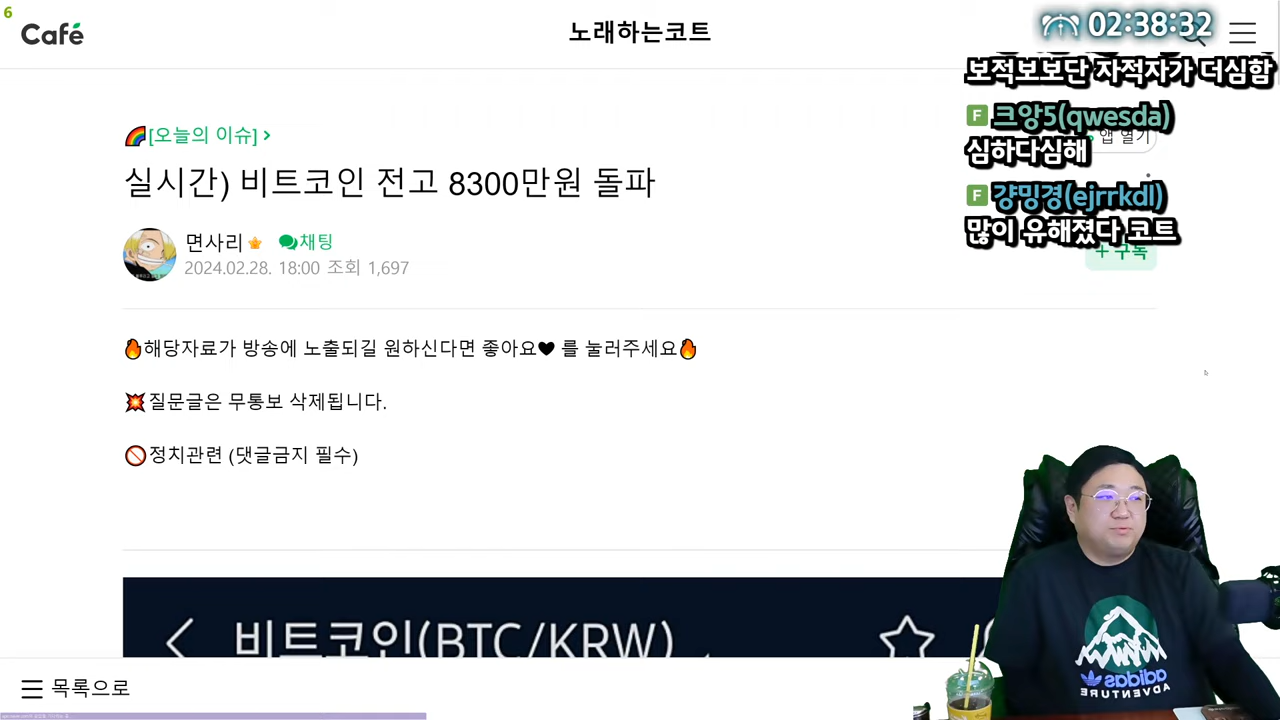 6
Café
노래하는코트
02:38:32
보적보보단 자적자가 더심함
F 크앙5(qwesda)
심하다심해
앱 열기
F 걍밍경(ejrrkdl)
많이 유해졌다 코트
+ 구독
[오늘의 이슈] >
실시간) 비트코인 전고 8300만원 돌파
면사리 채팅
2024.02.28. 18:00 조회 1,697
🔥해당자료가 방송에 노출되길 원하신다면 좋아요🖤 를 눌러주세요🔥
💥질문글은 무통보 삭제됩니다.
🚫정치관련 (댓글금지 필수)
비트코인(BTC/KRW)
adidas
ADVENTURE
목록으로